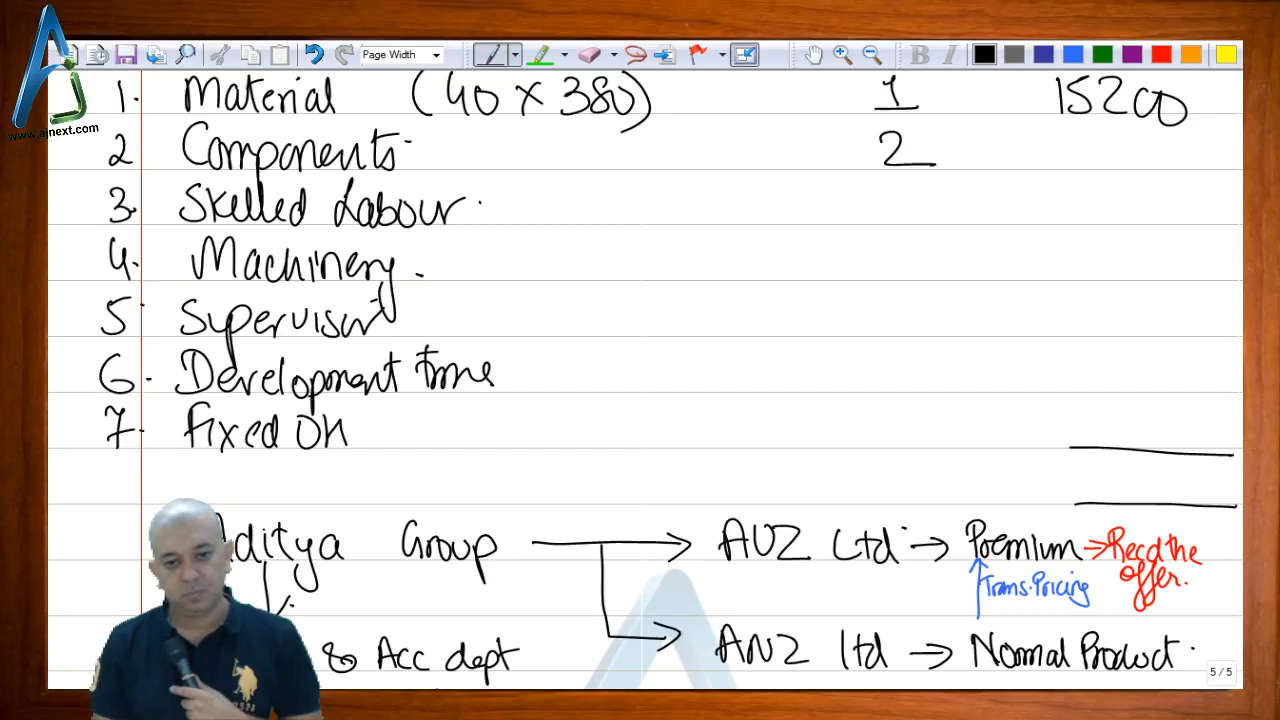 Page Width
www.ajnext.com
1. Material (40 x 380) 1 15200
2 Components 2
3. Skilled Labour.
4. Machinery.
5 Supervisor
6. Development time
7. Fixed OH
Aditya Group → AUZ Ltd → Premium → Recd the offer.
Trans. Pricing
& Acc dept ANZ Ltd → Normal Product.
5 / 5